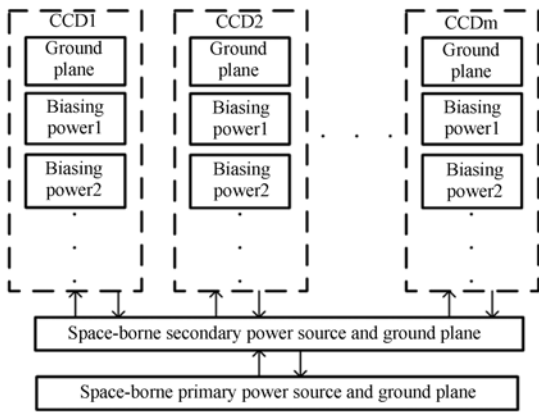 CCD1
Ground
plane
Biasing
power1
Biasing
power2
CCD2
Ground
plane
Biasing
power1
Biasing
power2
CCDm
Ground
plane
Biasing
power1
Biasing
power2
Space-borne secondary power source and ground plane
Space-borne primary power source and ground plane